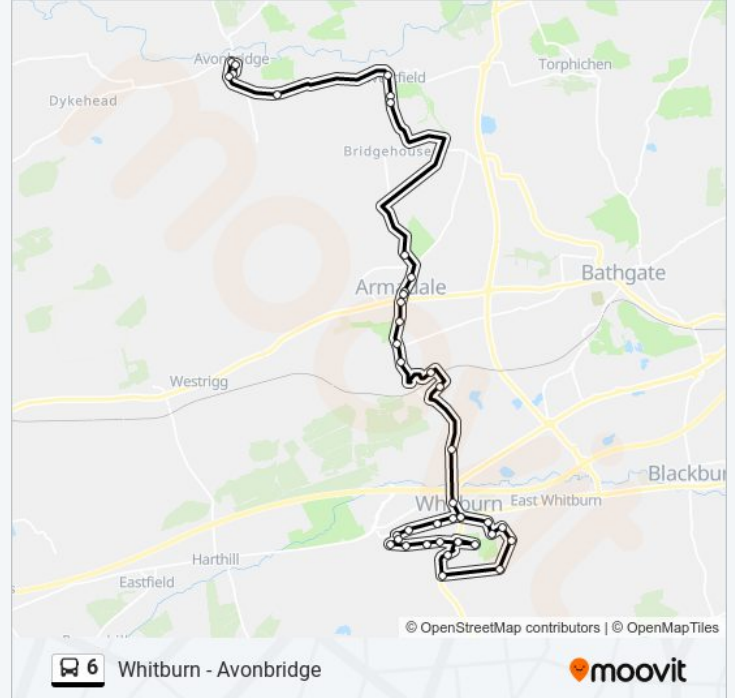 Avonbridge
Torphichen
Dykehead
Bridgehouse
Bathgate
Armadale
Westrigg
Blackbur
Whitburn
East Whitburn
Harthill
Eastfield
© OpenStreetMap contributors | © OpenMapTiles
6 Whitburn - Avonbridge
moovit